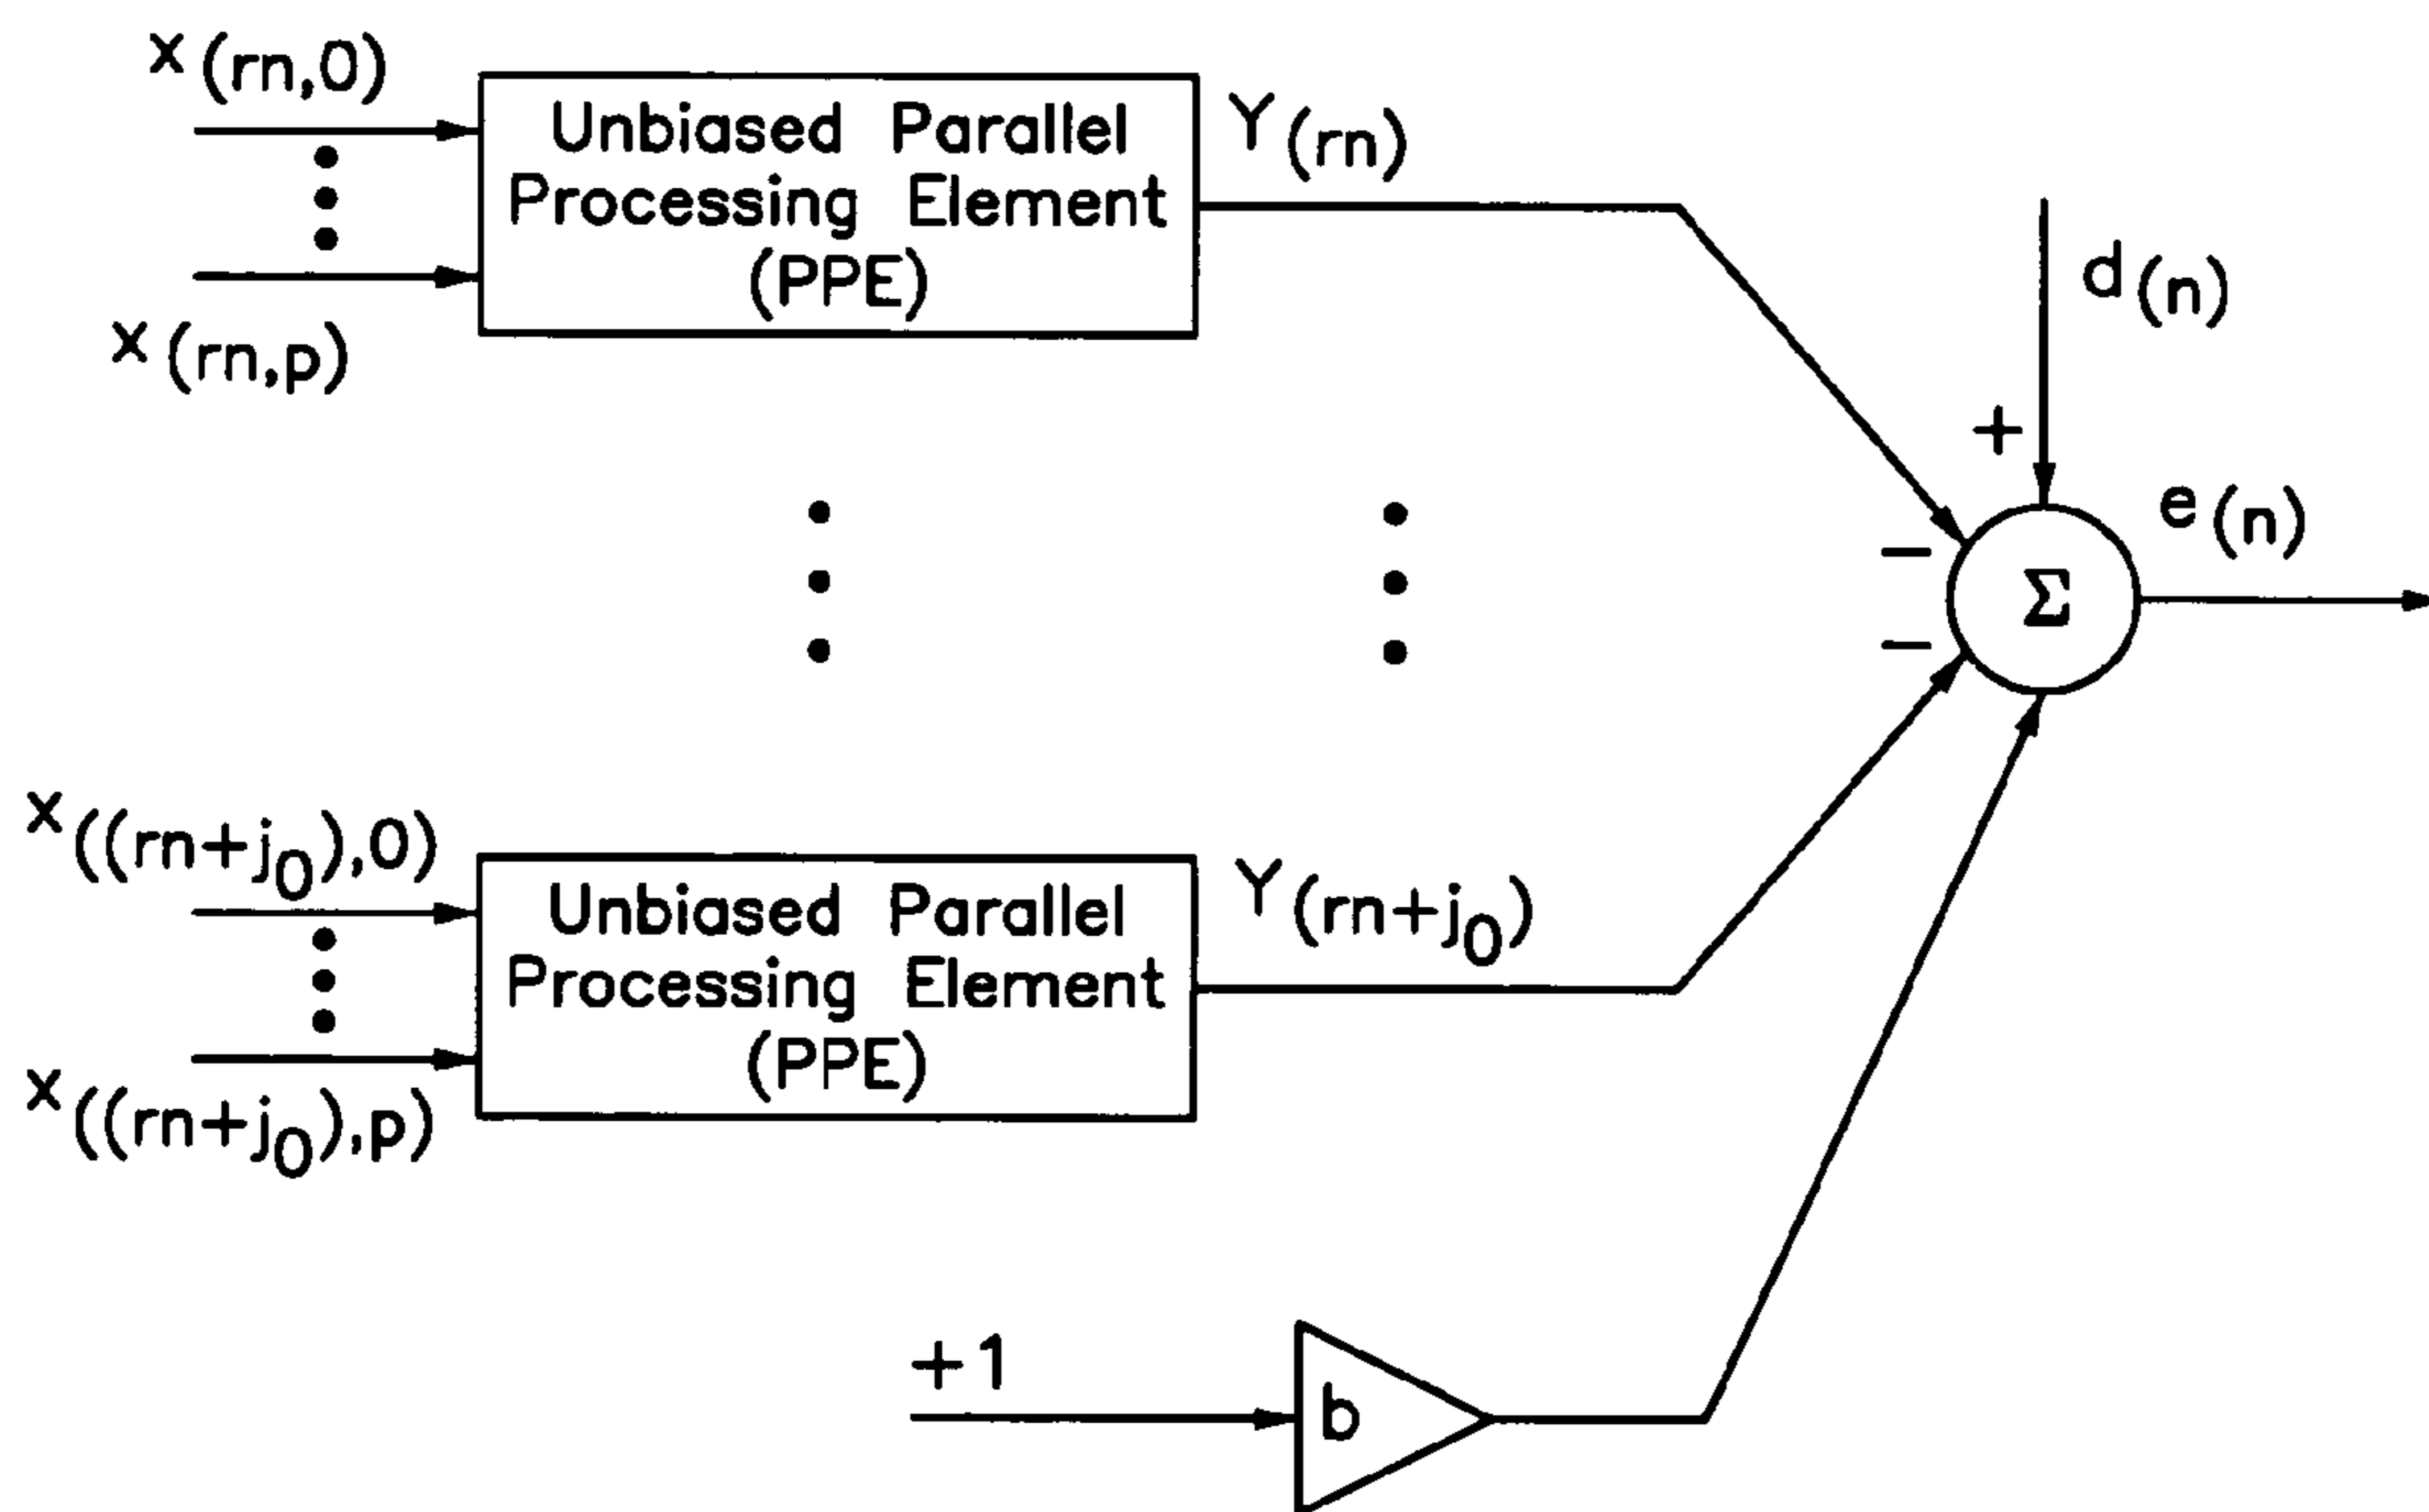 x(rn,0)
Unbiased Parallel
Processing Element
(PPE)
x(rn,p)
Y(rn)
d(n)
+
e(n)
−
Σ
−
x((rn+j0),0)
Unbiased Parallel
Processing Element
(PPE)
x((rn+j0),p)
Y(rn+j0)
+1
b